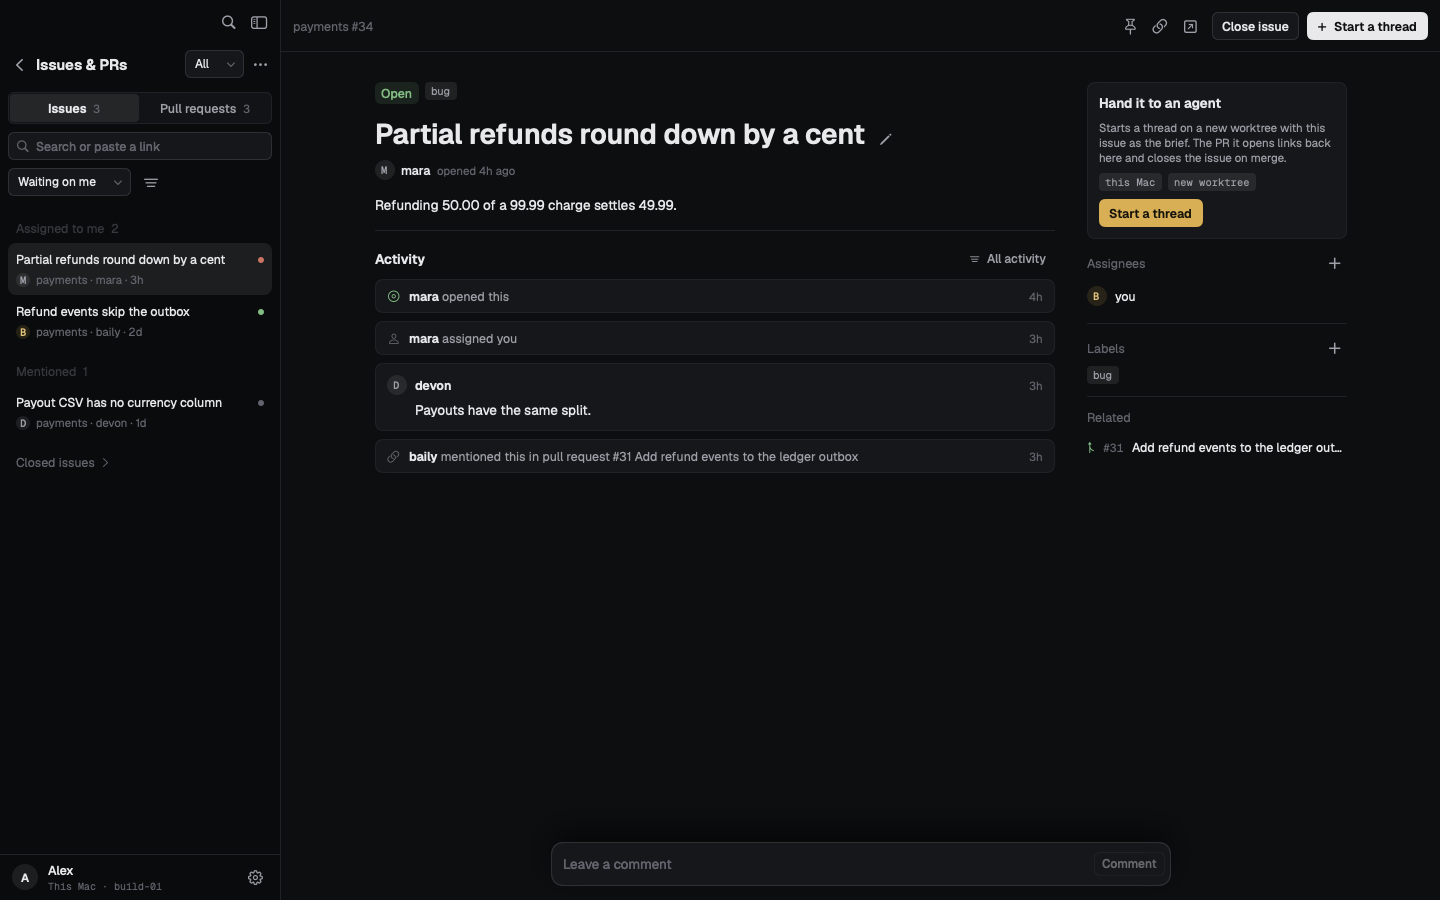 payments #34
Close issue
+ Start a thread
Issues & PRs
All
Issues 3
Pull requests 3
Search or paste a link
Waiting on me
Assigned to me 2
Partial refunds round down by a cent
M payments · mara · 3h
Refund events skip the outbox
B payments · baily · 2d
Mentioned 1
Payout CSV has no currency column
D payments · devon · 1d
Closed issues
A
Alex
This Mac · build-01
Open
bug
Partial refunds round down by a cent
M mara opened 4h ago
Refunding 50.00 of a 99.99 charge settles 49.99.
Activity
All activity
mara opened this 4h
mara assigned you 3h
D devon 3h
Payouts have the same split.
baily mentioned this in pull request #31 Add refund events to the ledger outbox 3h
Leave a comment
Comment
Hand it to an agent
Starts a thread on a new worktree with this
issue as the brief. The PR it opens links back
here and closes the issue on merge.
this Mac
new worktree
Start a thread
Assignees
B you
Labels
bug
Related
#31 Add refund events to the ledger out...